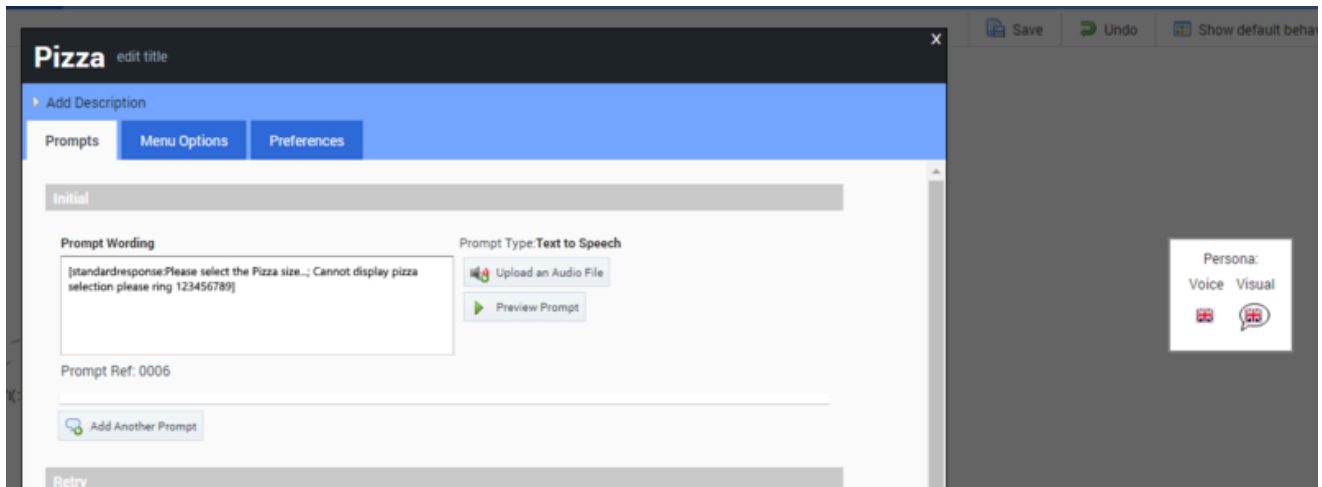 Save Undo Show default behav
Pizza edit title X
Add Description
Prompts Menu Options Preferences
Initial
Prompt Wording
Prompt Type:Text to Speech
[standardresponse:Please select the Pizza size...; Cannot display pizza
selection please ring 123456789]
Upload an Audio File
Preview Prompt
Prompt Ref: 0006
Add Another Prompt
Retry
Persona:
Voice Visual